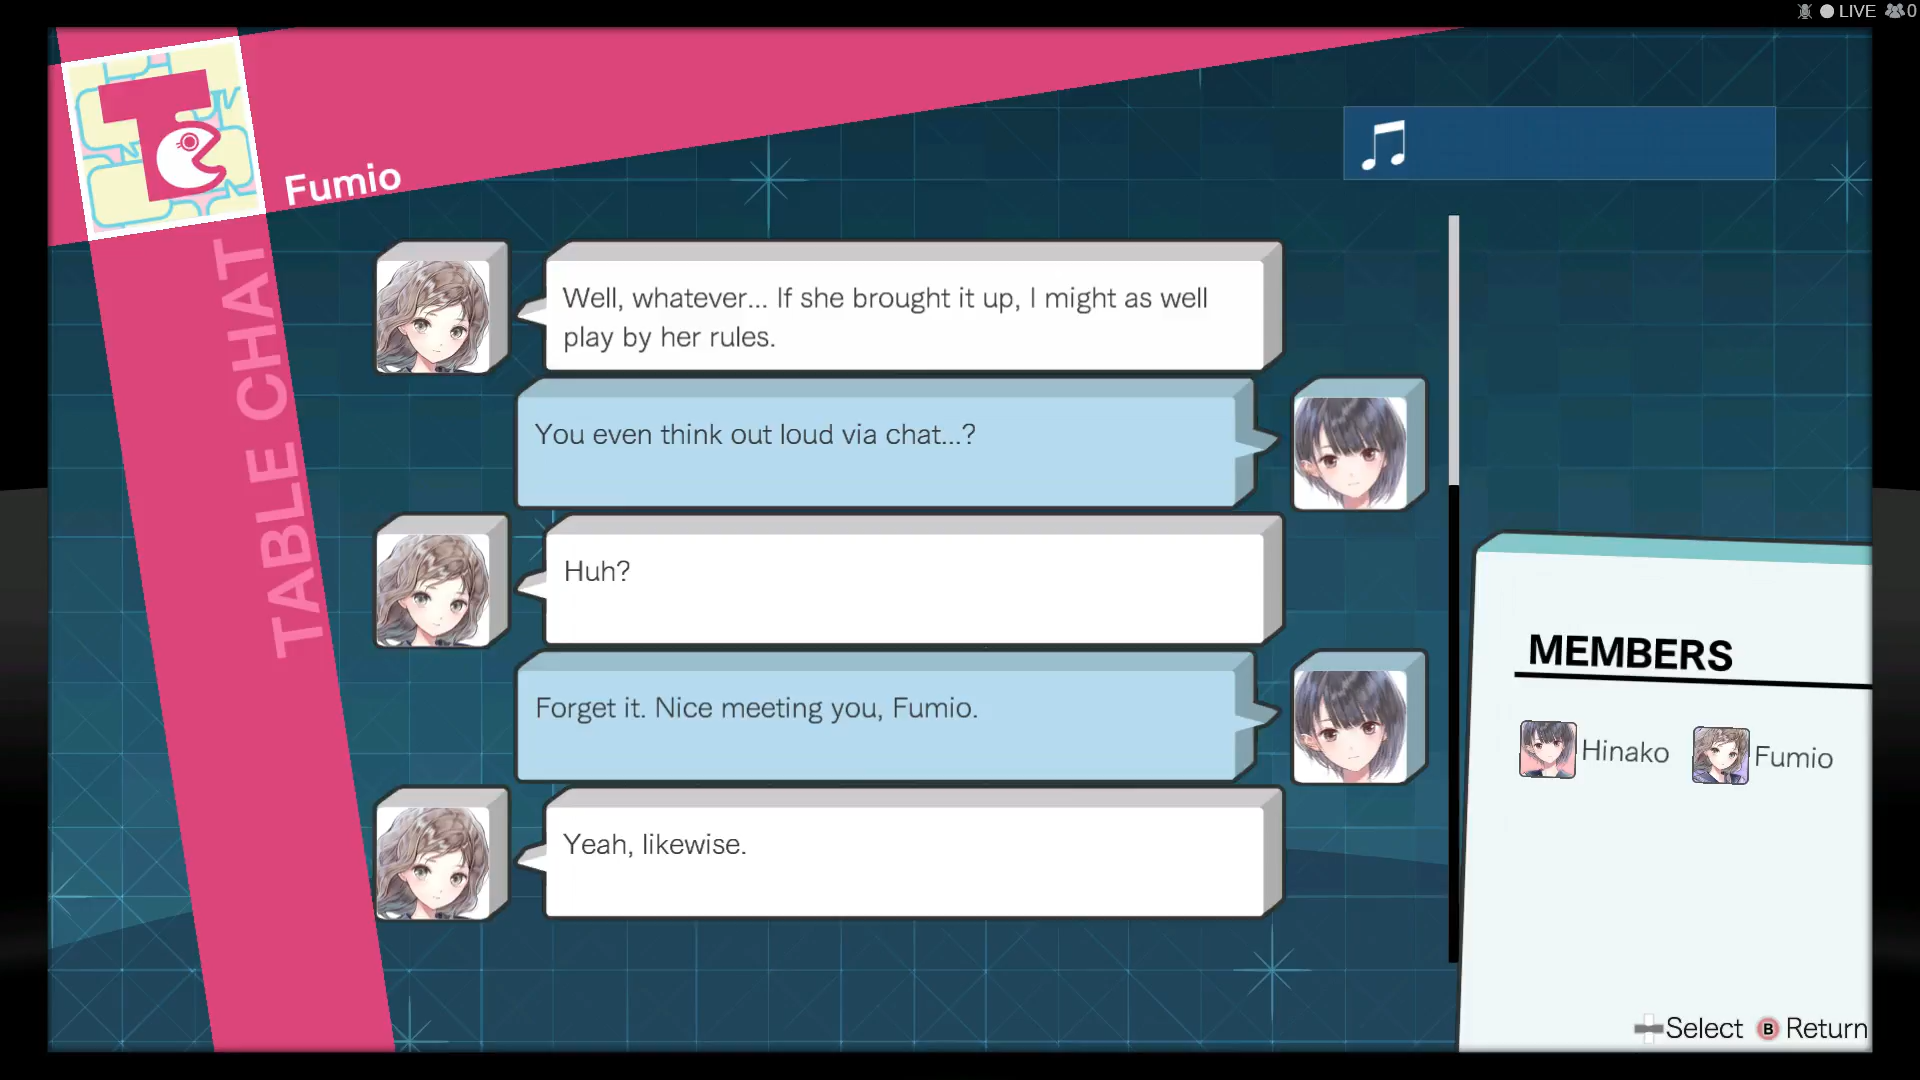 LIVE 0
Fumio
TABLE CHAT
Well, whatever... If she brought it up, I might as well
play by her rules.
You even think out loud via chat...?
Huh?
Forget it. Nice meeting you, Fumio.
Yeah, likewise.
MEMBERS
Hinako Fumio
Select B Return